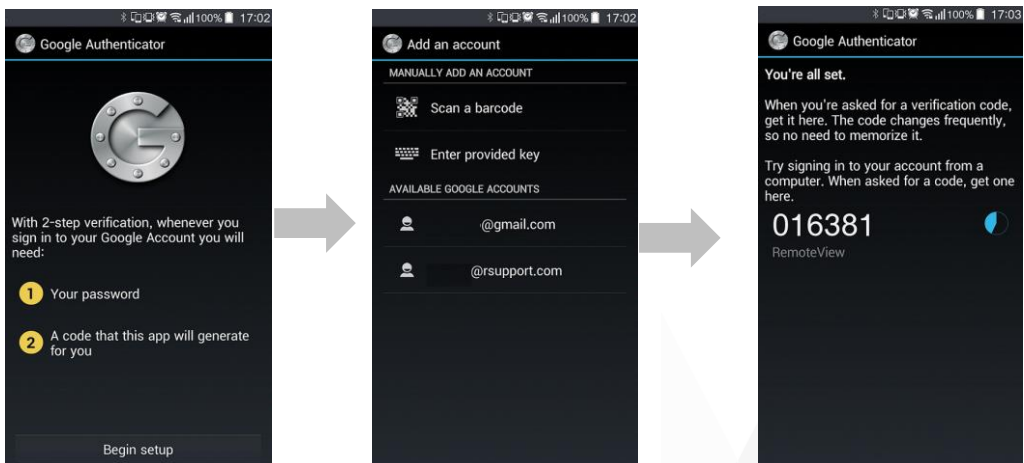 100% 17:02
Google Authenticator
With 2-step verification, whenever you
sign in to your Google Account you will
need:
1 Your password
2 A code that this app will generate
for you
Begin setup
100% 17:02
Add an account
MANUALLY ADD AN ACCOUNT
Scan a barcode
Enter provided key
AVAILABLE GOOGLE ACCOUNTS
@gmail.com
@rsupport.com
100% 17:03
Google Authenticator
You're all set.
When you're asked for a verification code,
get it here. The code changes frequently,
so no need to memorize it.
Try signing in to your account from a
computer. When asked for a code, get one
here.
016381
RemoteView